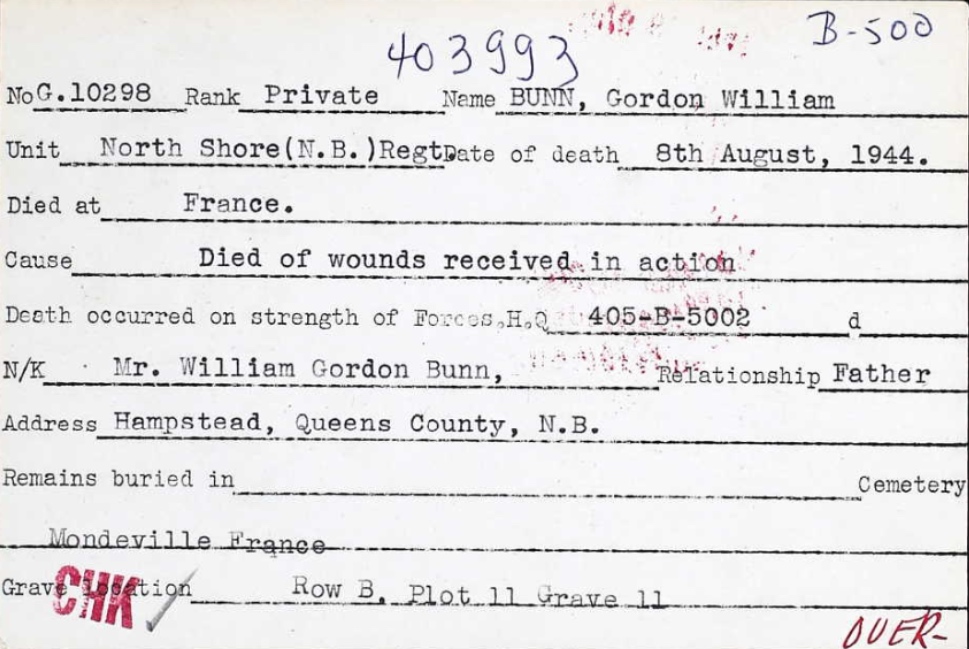 403993 B-500
No G.10298 Rank Private Name BUNN, Gordon William
Unit North Shore(N.B.)Regt Date of death 8th August, 1944.
Died at France.
Cause Died of wounds received in action
Death occurred on strength of Forces,H.Q 405-B-5002 d
N/K Mr. William Gordon Bunn, Relationship Father
Address Hampstead, Queens County, N.B.
Remains buried in Cemetery
Mondeville France
Grave Location Row B, Plot 11 Grave 11
CHK
OVER-